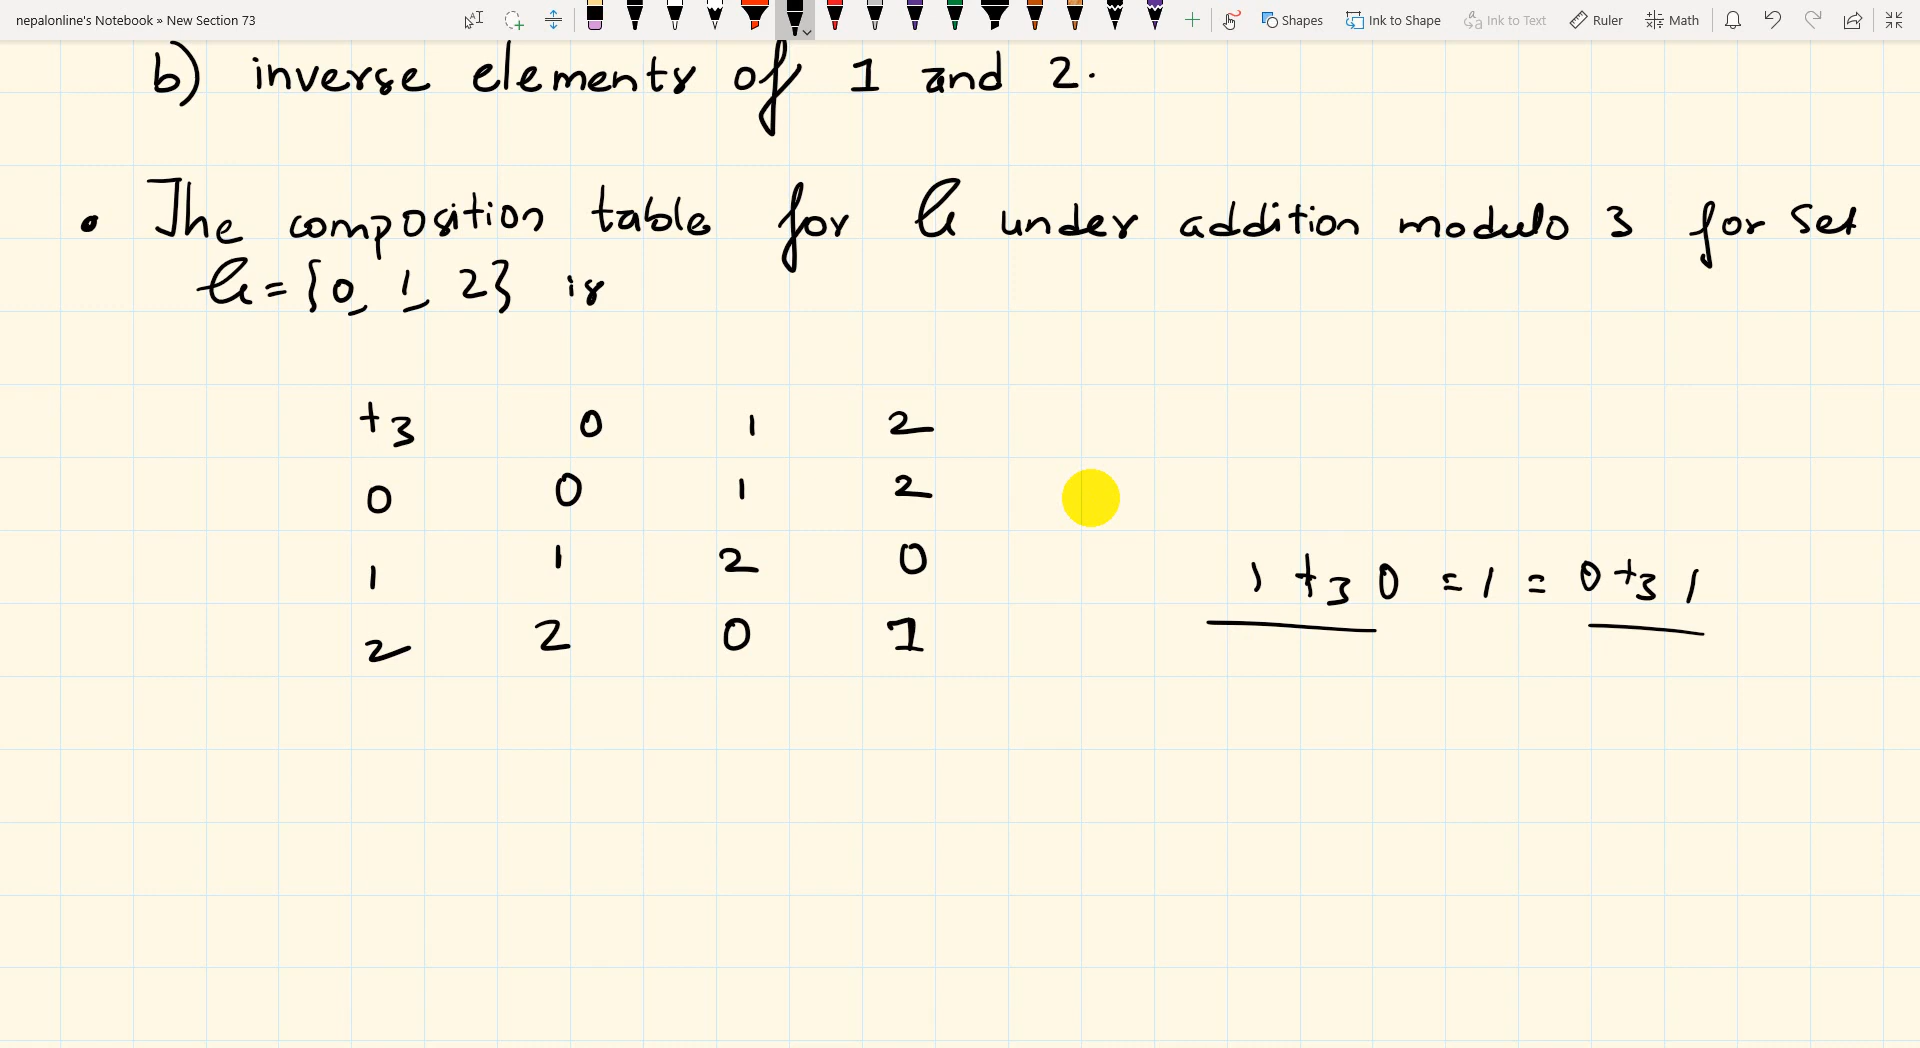 nepalonline's Notebook » New Section 73
Shapes Ink to Shape Ink to Text Ruler Math
b) inverse elements of 1 and 2.
• The composition table for G under addition modulo 3 for set
G = {0, 1, 2} is
+3 0 1 2
0 0 1 2
1 1 2 0
2 2 0 1
1 +3 0 = 1 = 0 +3 1